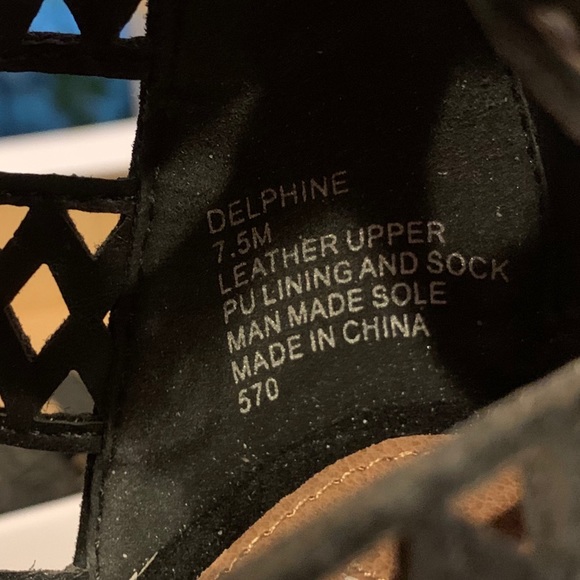 DELPHINE
7.5M
LEATHER UPPER
PU LINING AND SOCK
MAN MADE SOLE
MADE IN CHINA
570